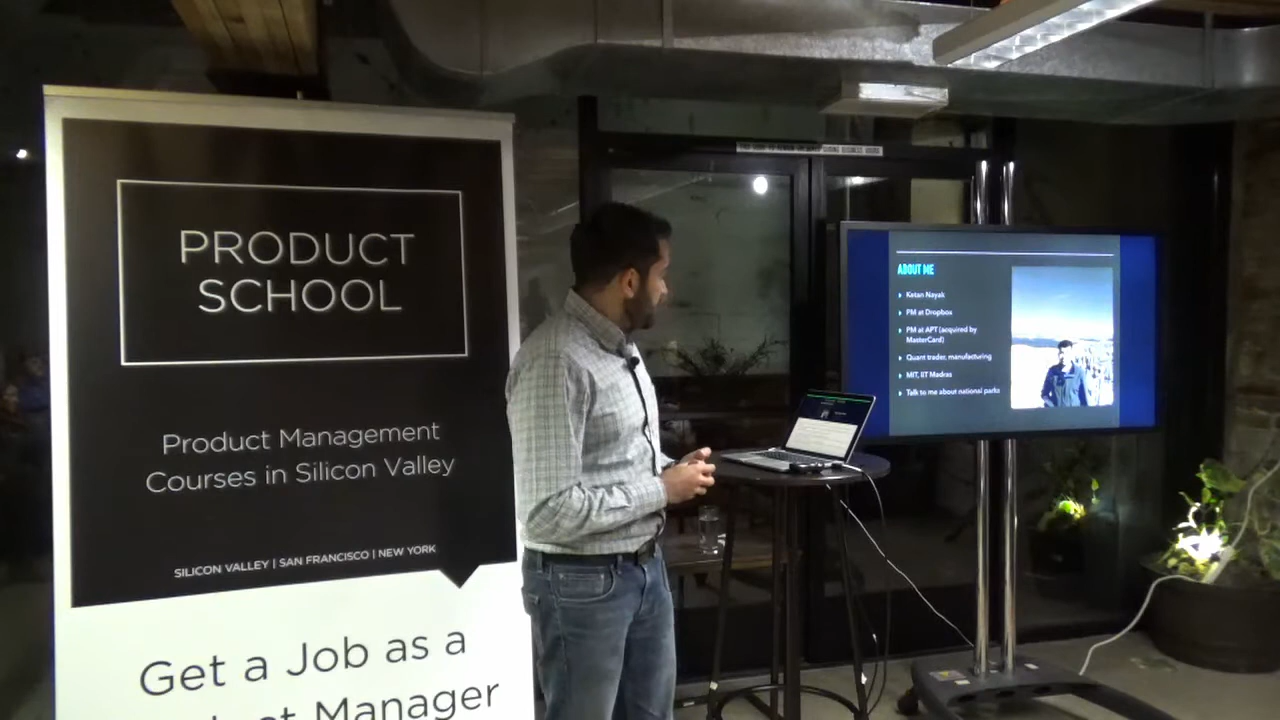 PRODUCT
SCHOOL
Product Management
Courses in Silicon Valley
SILICON VALLEY | SAN FRANCISCO | NEW YORK
Get a Job as a
Manager
ABOUT ME
Ketan Nayak
PM at Dropbox
PM at APT (acquired by
MasterCard)
Quant trader, manufacturing
MIT, IIT Madras
Talk to me about national parks